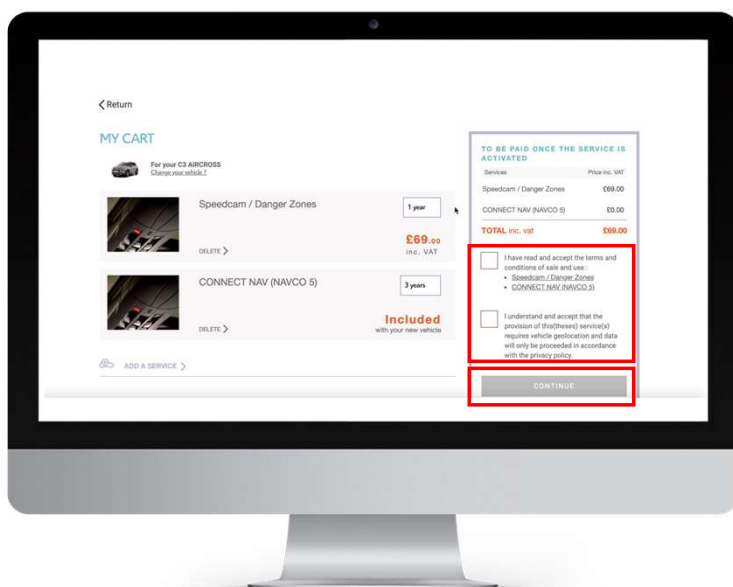 Return
MY CART
For your C3 AIRCROSS
Change your vehicle ?
Speedcam / Danger Zones
1 year
£69.00
inc. VAT
DELETE
CONNECT NAV (NAVCO 5)
3 years
Included
with your new vehicle
DELETE
ADD A SERVICE
TO BE PAID ONCE THE SERVICE IS
ACTIVATED
Services Price inc. VAT
Speedcam / Danger Zones £69.00
CONNECT NAV (NAVCO 5) £0.00
TOTAL inc. vat £69.00
I have read and accept the terms and
conditions of sale and use :
• Speedcam / Danger Zones
• CONNECT NAV (NAVCO 5)
I understand and accept that the
provision of this(theses) service(s)
requires vehicle geolocation and data
will only be proceeded in accordance
with the privacy policy.
CONTINUE